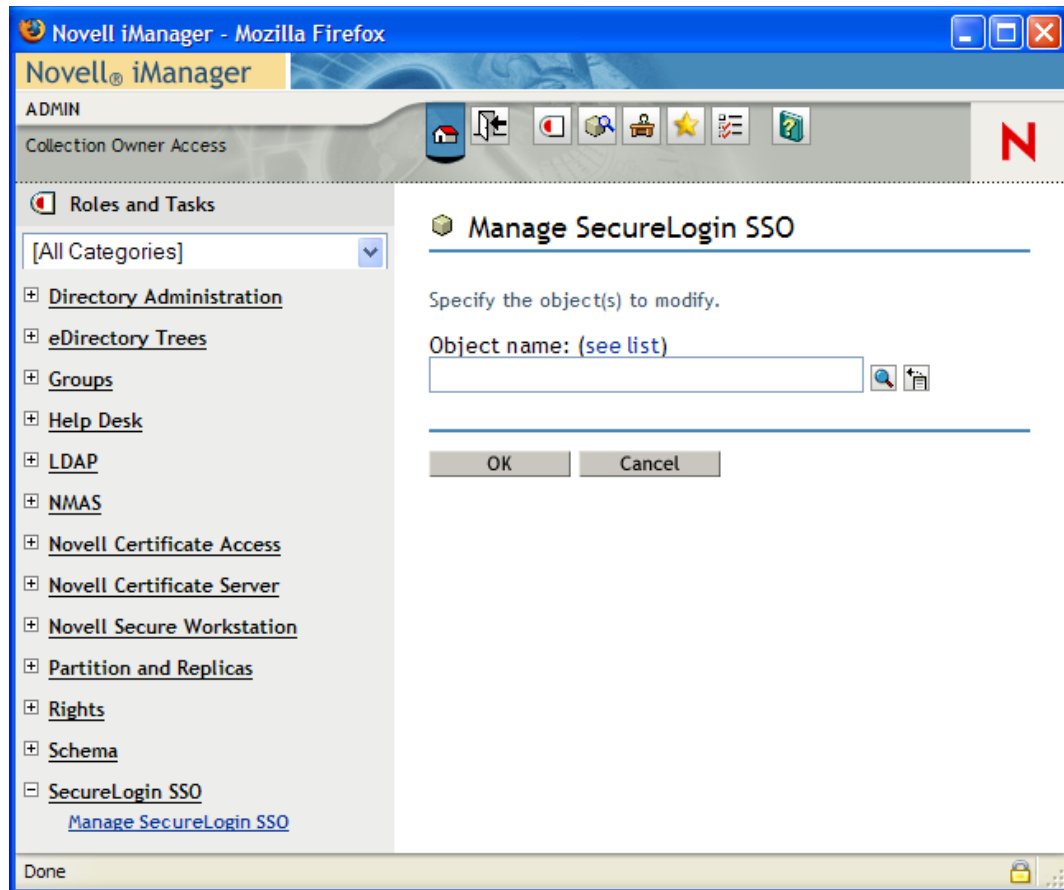 Novell iManager - Mozilla Firefox
Novell® iManager
ADMIN
Collection Owner Access
N
Roles and Tasks
[All Categories]
Directory Administration
eDirectory Trees
Groups
Help Desk
LDAP
NMAS
Novell Certificate Access
Novell Certificate Server
Novell Secure Workstation
Partition and Replicas
Rights
Schema
SecureLogin SSO
Manage SecureLogin SSO
Manage SecureLogin SSO
Specify the object(s) to modify.
Object name: (see list)
OK Cancel
Done